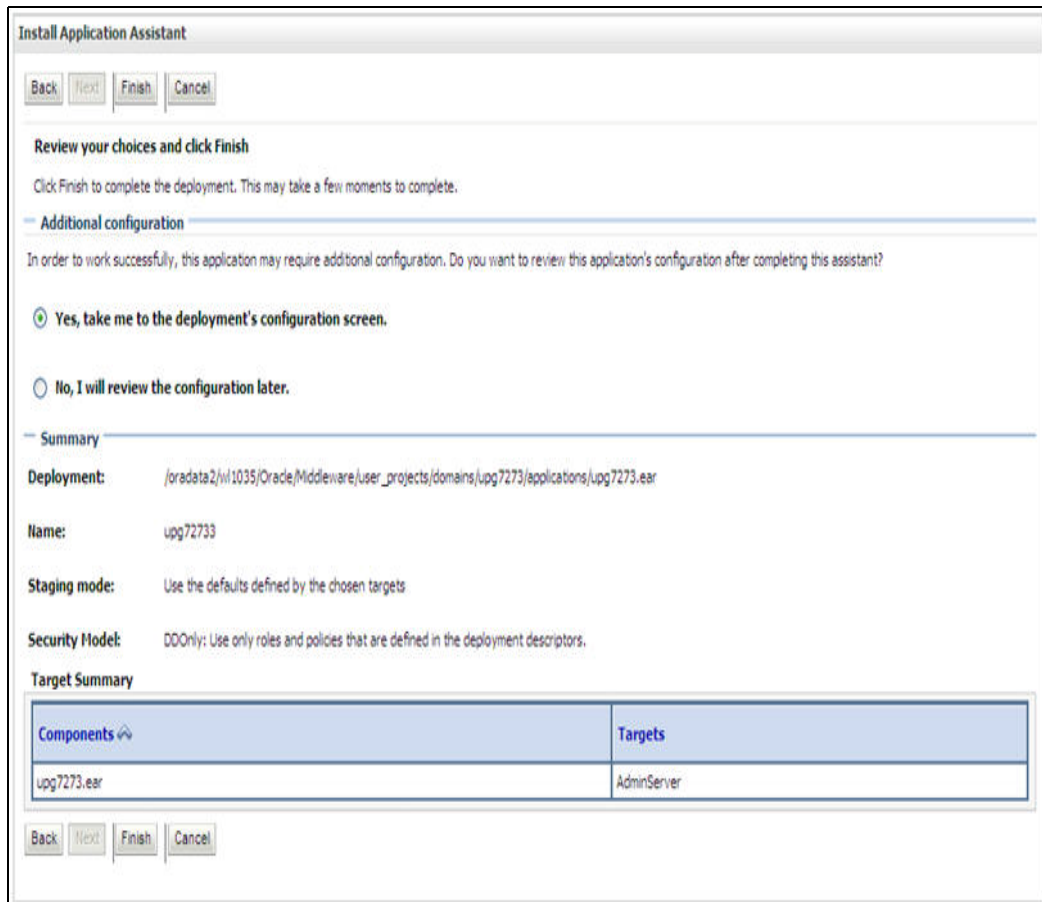 Install Application Assistant
Back Next Finish Cancel
Review your choices and click Finish
Click Finish to complete the deployment. This may take a few moments to complete.
Additional configuration
In order to work successfully, this application may require additional configuration. Do you want to review this application's configuration after completing this assistant?
Yes, take me to the deployment's configuration screen.
No, I will review the configuration later.
Summary
Deployment: /oradata2/wl1035/Oracle/Middleware/user_projects/domains/upg7273/applications/upg7273.ear
Name: upg72733
Staging mode: Use the defaults defined by the chosen targets
Security Model: DDOnly: Use only roles and policies that are defined in the deployment descriptors.
Target Summary
Components Targets
upg7273.ear AdminServer
Back Next Finish Cancel